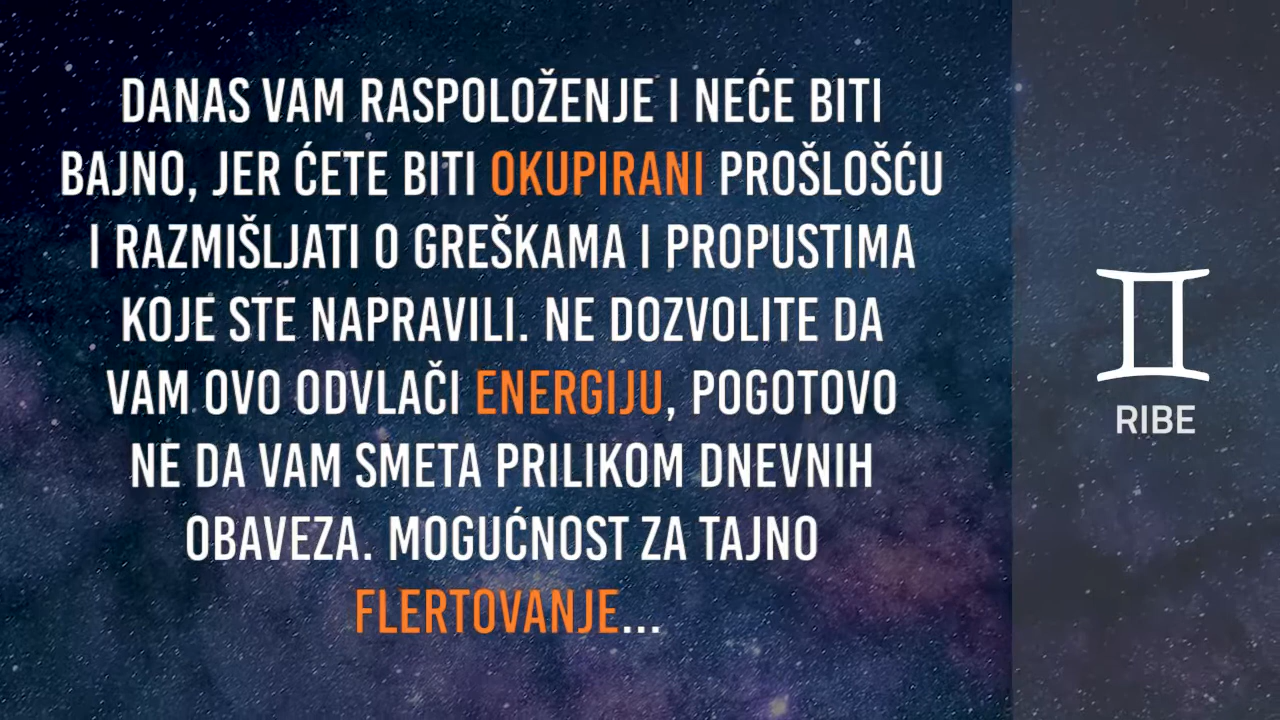 DANAS VAM RASPOLOŽENJE I NEĆE BITI
BAJNO, JER ĆETE BITI OKUPIRANI PROŠLOŠĆU
I RAZMIŠLJATI O GREŠKAMA I PROPUSTIMA
KOJE STE NAPRAVILI. NE DOZVOLITE DA
VAM OVO ODVLAČI ENERGIJU, POGOTOVO
NE DA VAM SMETA PRILIKOM DNEVNIH
OBAVEZA. MOGUĆNOST ZA TAJNO
FLERTOVANJE...
RIBE